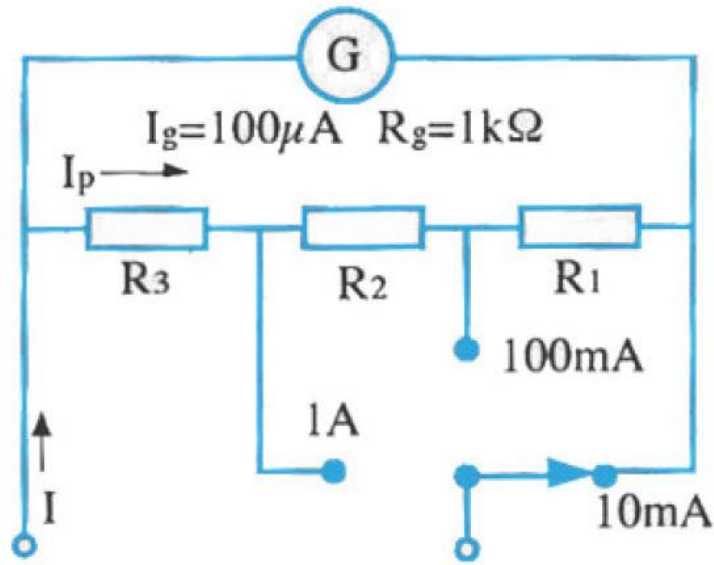 G
Ig=100μA Rg=1kΩ
Ip
R3 R2 R1
100mA
1A
I
10mA